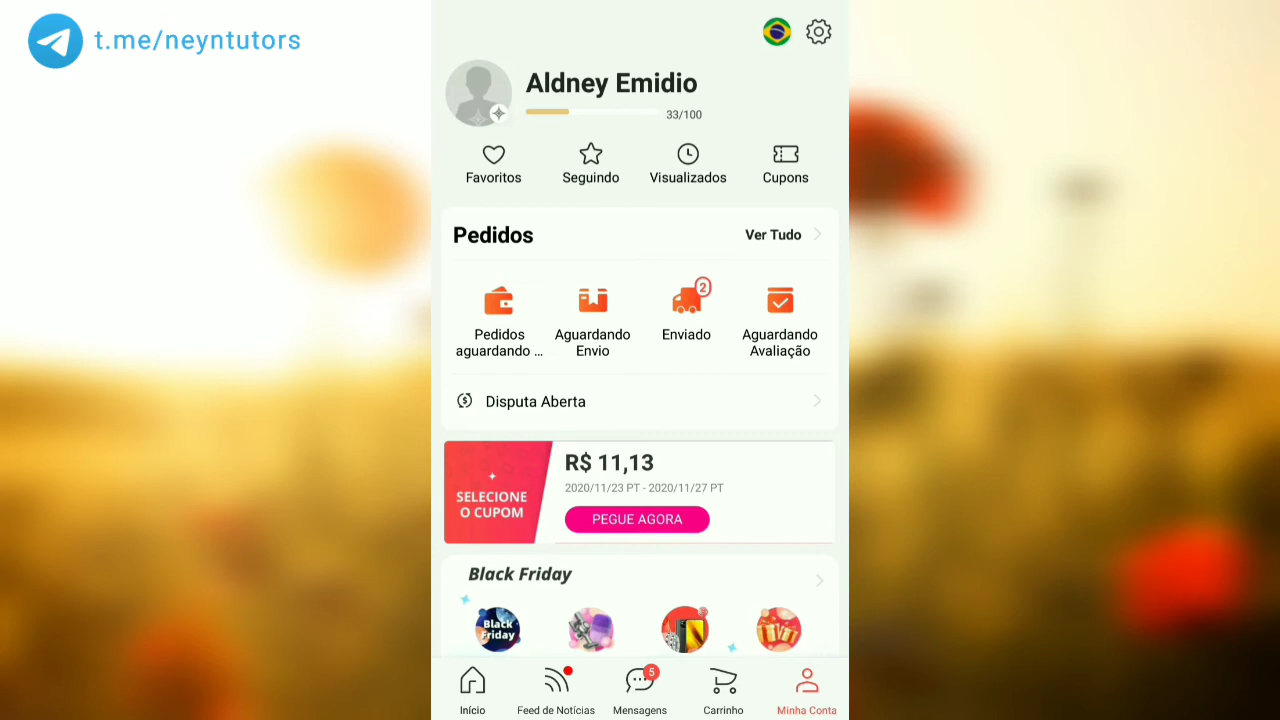 t.me/neyntutors
Aldney Emidio
33/100
Favoritos
Seguindo
Visualizados
Cupons
Pedidos
Ver Tudo
2
Pedidos
aguardando ...
Aguardando
Envio
Enviado
Aguardando
Avaliação
Disputa Aberta
SELECIONE
O CUPOM
R$ 11,13
2020/11/23 PT - 2020/11/27 PT
PEGUE AGORA
Black Friday
Black
Friday
5
Início
Feed de Notícias
Mensagens
Carrinho
Minha Conta